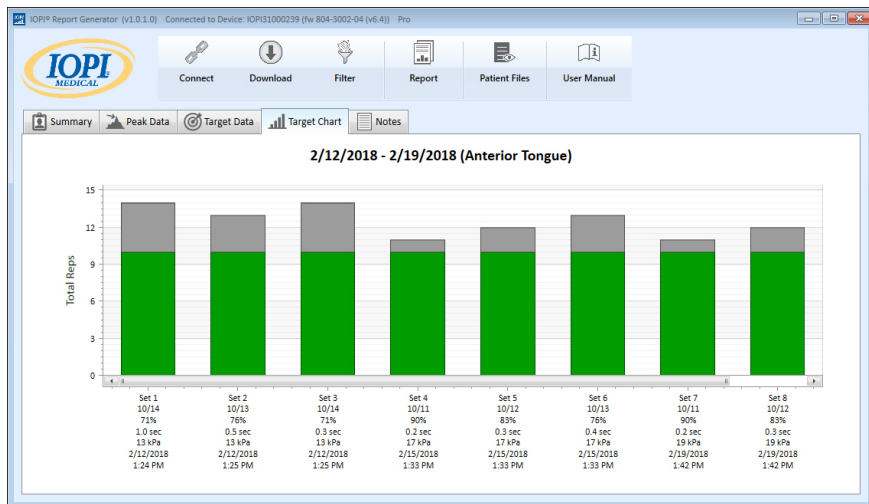 IOPI® Report Generator (v1.0.1.0) Connected to Device: IOPI31000239 (fw 804-3002-04 (v6.4)) Pro
IOPI
MEDICAL
Connect Download Filter Report Patient Files User Manual
Summary Peak Data Target Data Target Chart Notes
2/12/2018 - 2/19/2018 (Anterior Tongue)
Total Reps
15
12
9
6
3
0
Set 1 Set 2 Set 3 Set 4 Set 5 Set 6 Set 7 Set 8
10/14 10/13 10/14 10/11 10/12 10/13 10/11 10/12
71% 76% 71% 90% 83% 76% 90% 83%
1.0 sec 0.5 sec 0.3 sec 0.2 sec 0.3 sec 0.4 sec 0.2 sec 0.3 sec
13 kPa 13 kPa 13 kPa 17 kPa 17 kPa 17 kPa 19 kPa 19 kPa
2/12/2018 2/12/2018 2/12/2018 2/15/2018 2/15/2018 2/15/2018 2/19/2018 2/19/2018
1:24 PM 1:25 PM 1:25 PM 1:33 PM 1:33 PM 1:33 PM 1:42 PM 1:42 PM